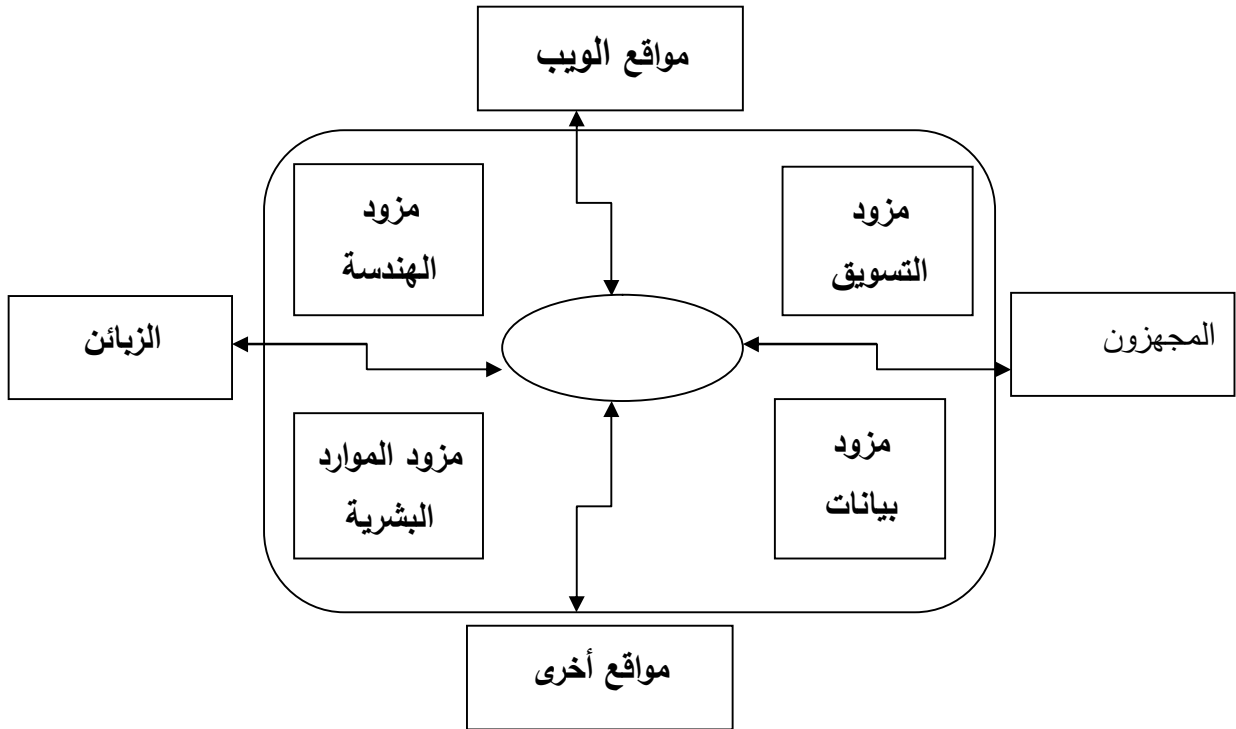 مواقع الويب
مزود
التسويق
مزود
الهندسة
المجهزون
الزبائن
مزود
بيانات
مزود الموارد
البشرية
مواقع أخرى